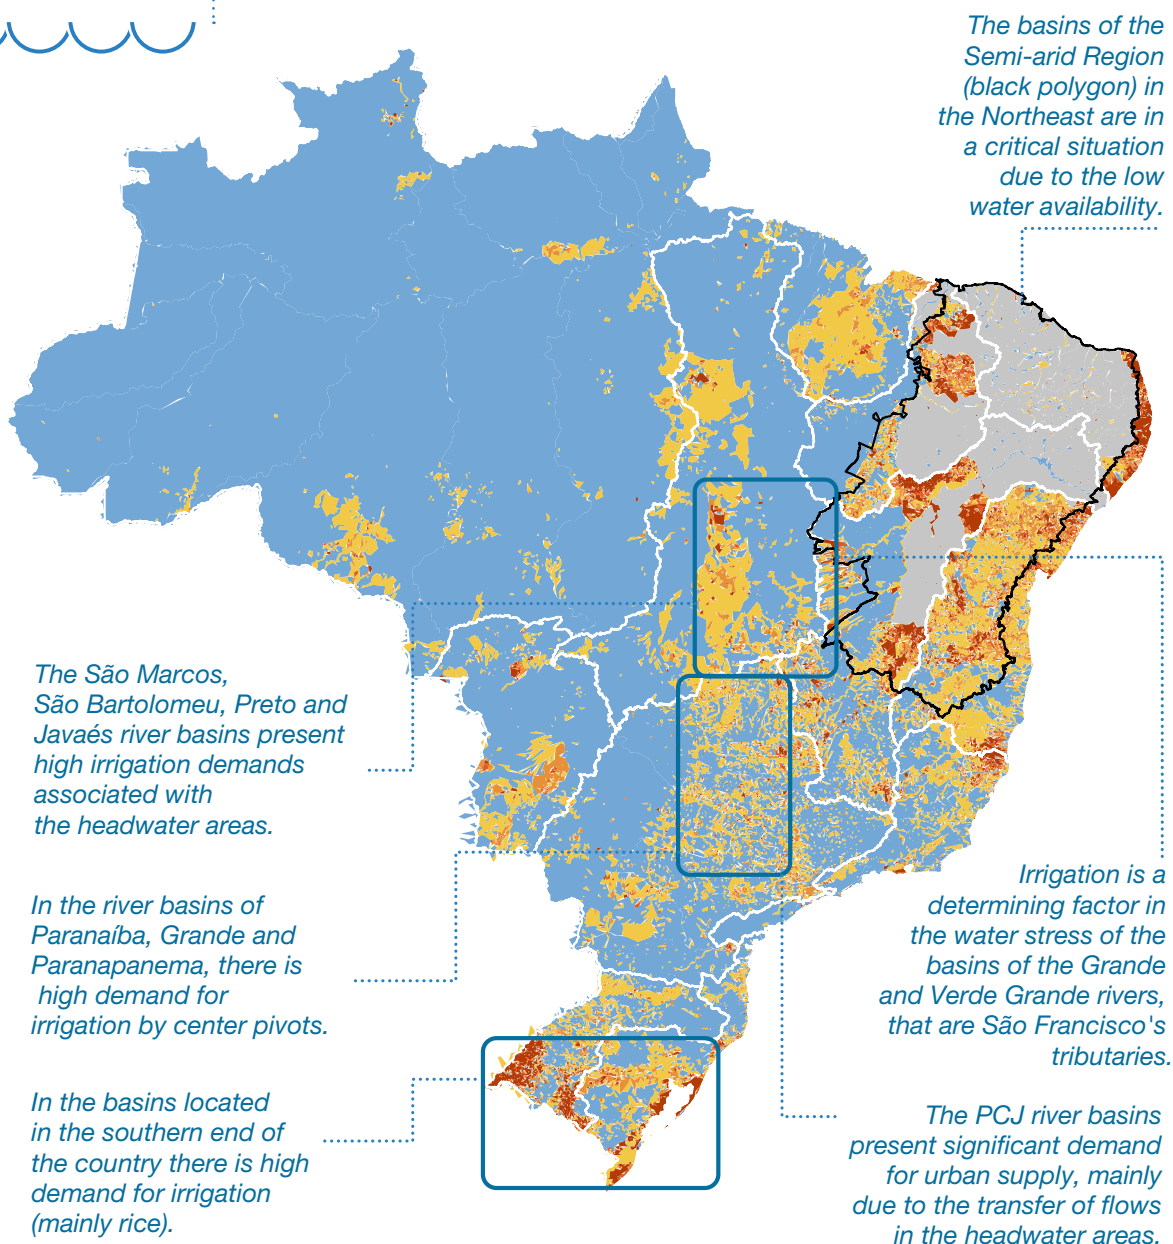 The basins of the
Semi-arid Region
(black polygon) in
the Northeast are in
a critical situation
due to the low
water availability.
The São Marcos,
São Bartolomeu, Preto and
Javaés river basins present
high irrigation demands
associated with
the headwater areas.
In the river basins of
Paranaíba, Grande and
Paranapanema, there is
high demand for
irrigation by center pivots.
In the basins located
in the southern end of
the country there is high
demand for irrigation
(mainly rice).
Irrigation is a
determining factor in
the water stress of the
basins of the Grande
and Verde Grande rivers,
that are São Francisco's
tributaries.
The PCJ river basins
present significant demand
for urban supply, mainly
due to the transfer of flows
in the headwater areas.